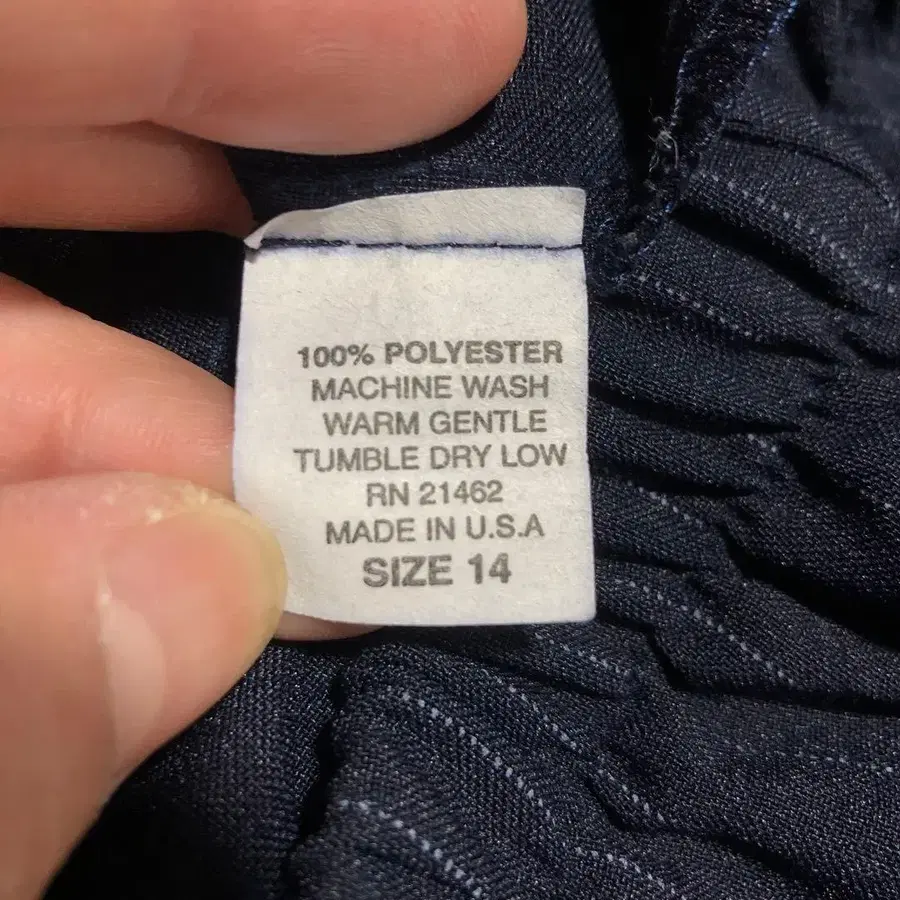 100% POLYESTER
MACHINE WASH
WARM GENTLE
TUMBLE DRY LOW
RN 21462
MADE IN U.S.A
SIZE 14